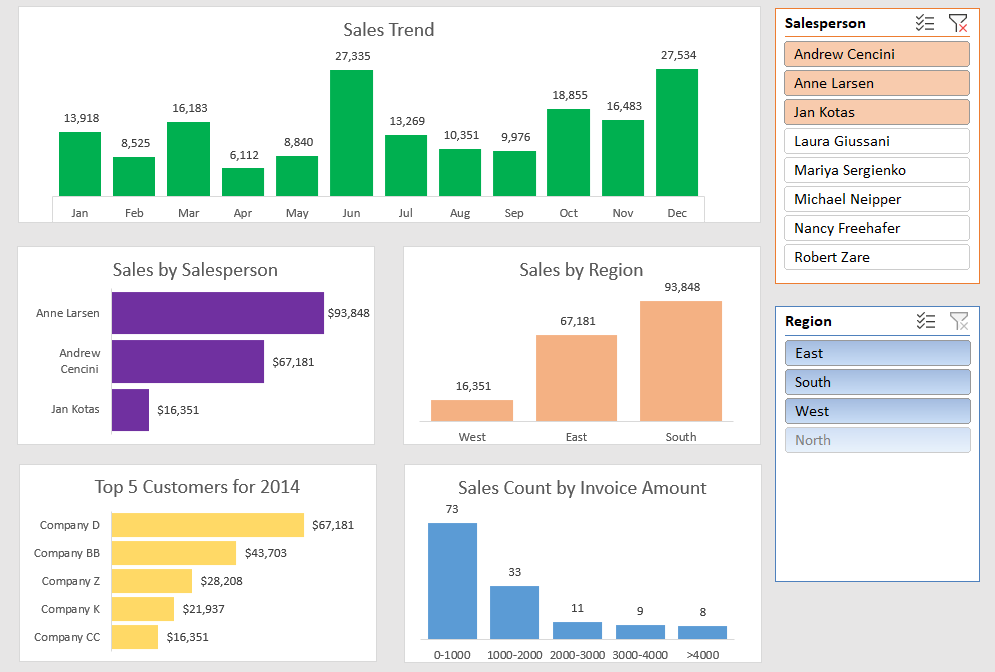 Sales Trend
13,918
8,525
16,183
6,112
8,840
27,335
13,269
10,351
9,976
18,855
16,483
27,534
Jan Feb Mar Apr May Jun Jul Aug Sep Oct Nov Dec
Salesperson
Andrew Cencini
Anne Larsen
Jan Kotas
Laura Giussani
Mariya Sergienko
Michael Neipper
Nancy Freehafer
Robert Zare
Sales by Salesperson
Anne Larsen $93,848
Andrew
Cencini
$67,181
Jan Kotas $16,351
Sales by Region
16,351
67,181
93,848
West East South
Region
East
South
West
North
Top 5 Customers for 2014
Company D $67,181
Company BB $43,703
Company Z $28,208
Company K $21,937
Company CC $16,351
Sales Count by Invoice Amount
73
33
11
9
8
0-1000 1000-2000 2000-3000 3000-4000 >4000